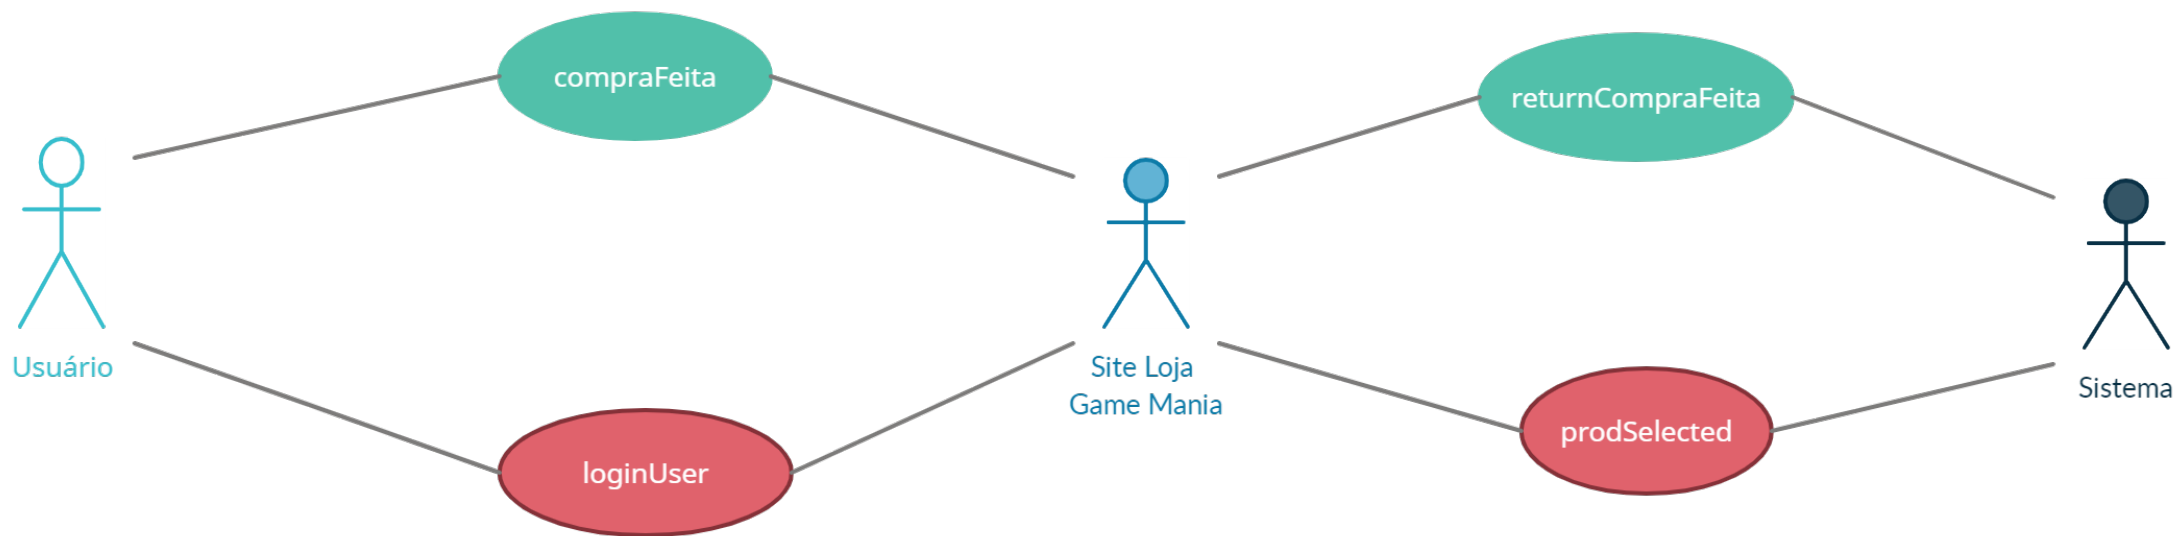 compraFeita
returnCompraFeita
Usuário
Site Loja
Game Mania
Sistema
loginUser
prodSelected